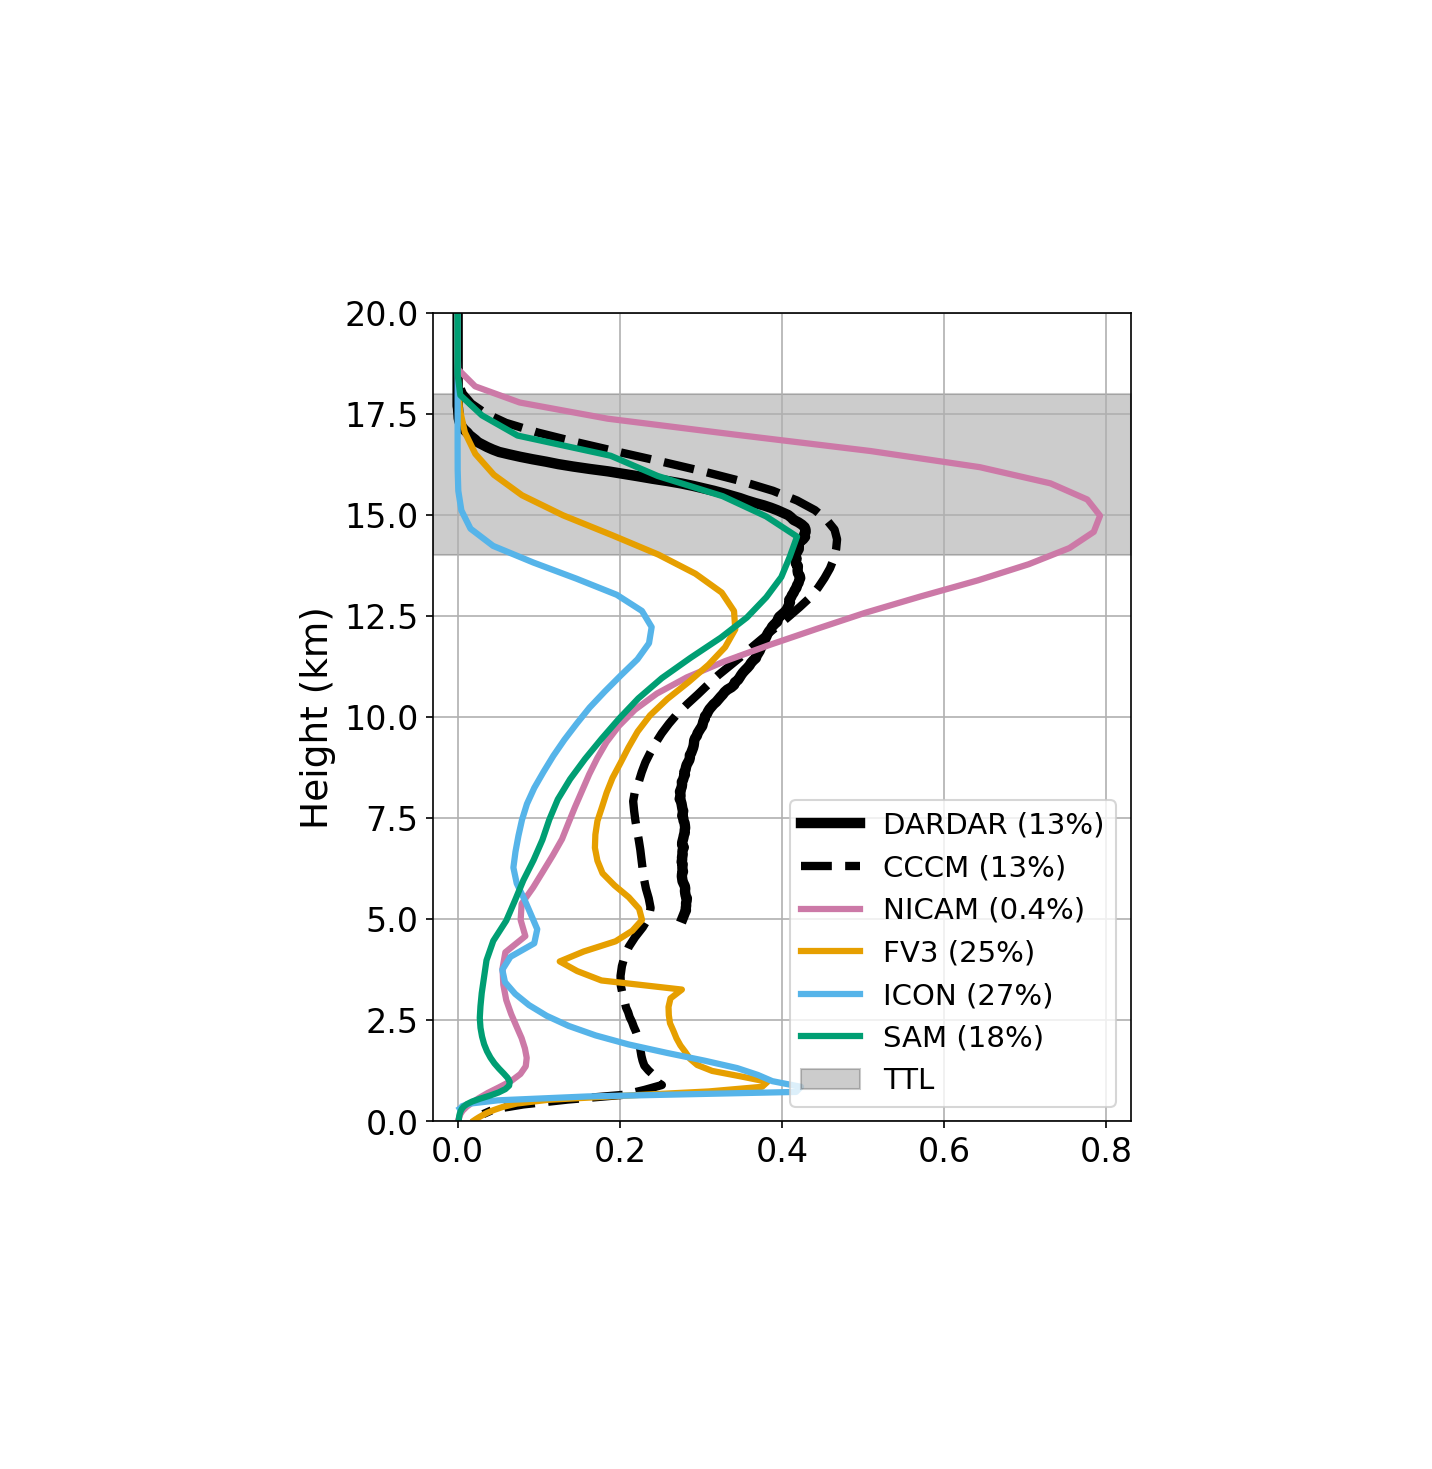 20.0
17.5
15.0
12.5
10.0
7.5
5.0
2.5
0.0
Height (km)
0.0 0.2 0.4 0.6 0.8
DARDAR (13%)
CCCM (13%)
NICAM (0.4%)
FV3 (25%)
ICON (27%)
SAM (18%)
TTL